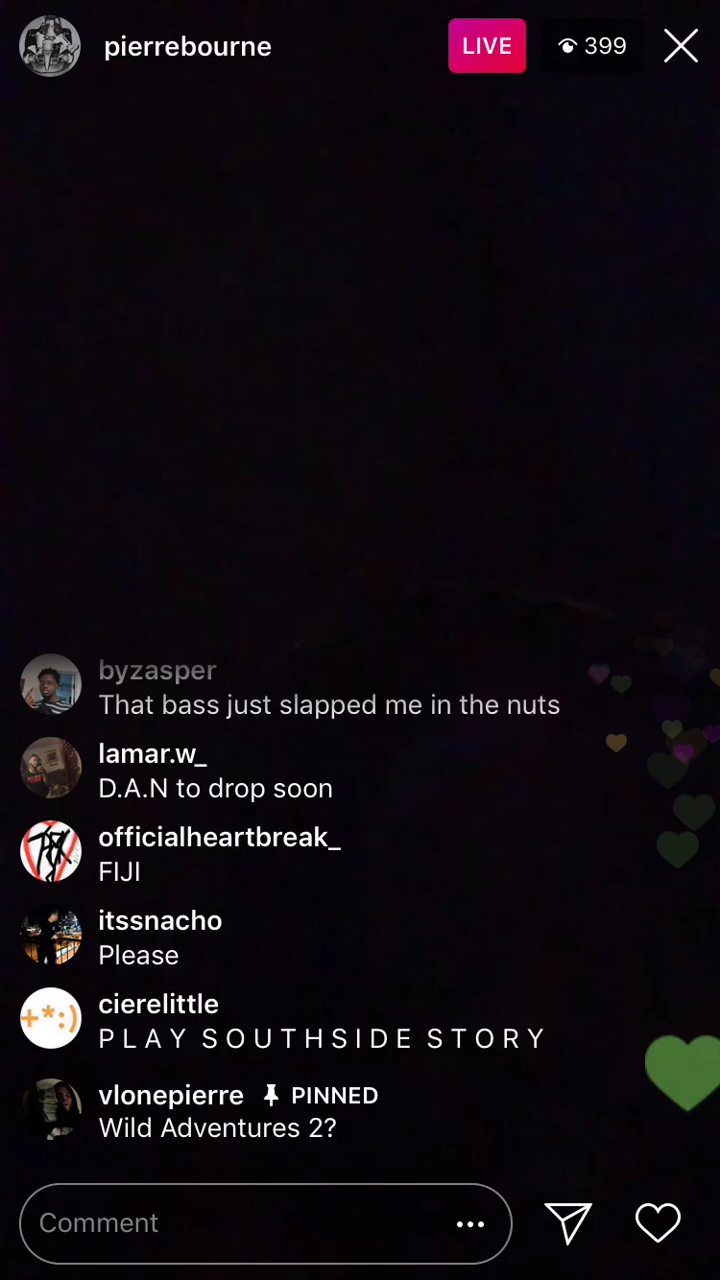 pierrebourne
LIVE
399
byzasper
That bass just slapped me in the nuts
lamar.w_
D.A.N to drop soon
officialheartbreak_
FIJI
itssnacho
Please
cierelittle
P L A Y  S O U T H S I D E  S T O R Y
vlonepierre PINNED
Wild Adventures 2?
Comment